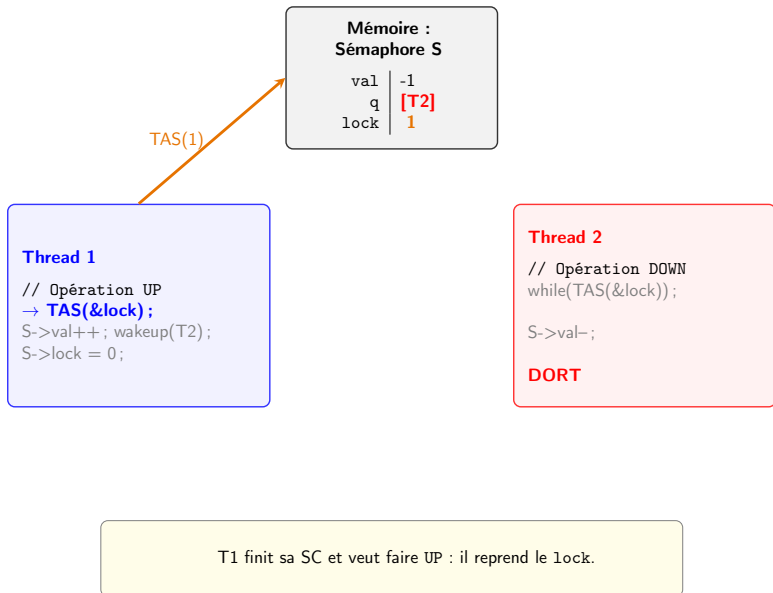 Mémoire :
Sémaphore S
val -1
q [T2]
lock 1
TAS(1)
Thread 1
// Opération UP
→ TAS(&lock) ;
S->val++ ; wakeup(T2) ;
S->lock = 0 ;
Thread 2
// Opération DOWN
while(TAS(&lock)) ;
S->val– ;
DORT
T1 finit sa SC et veut faire UP : il reprend le lock.